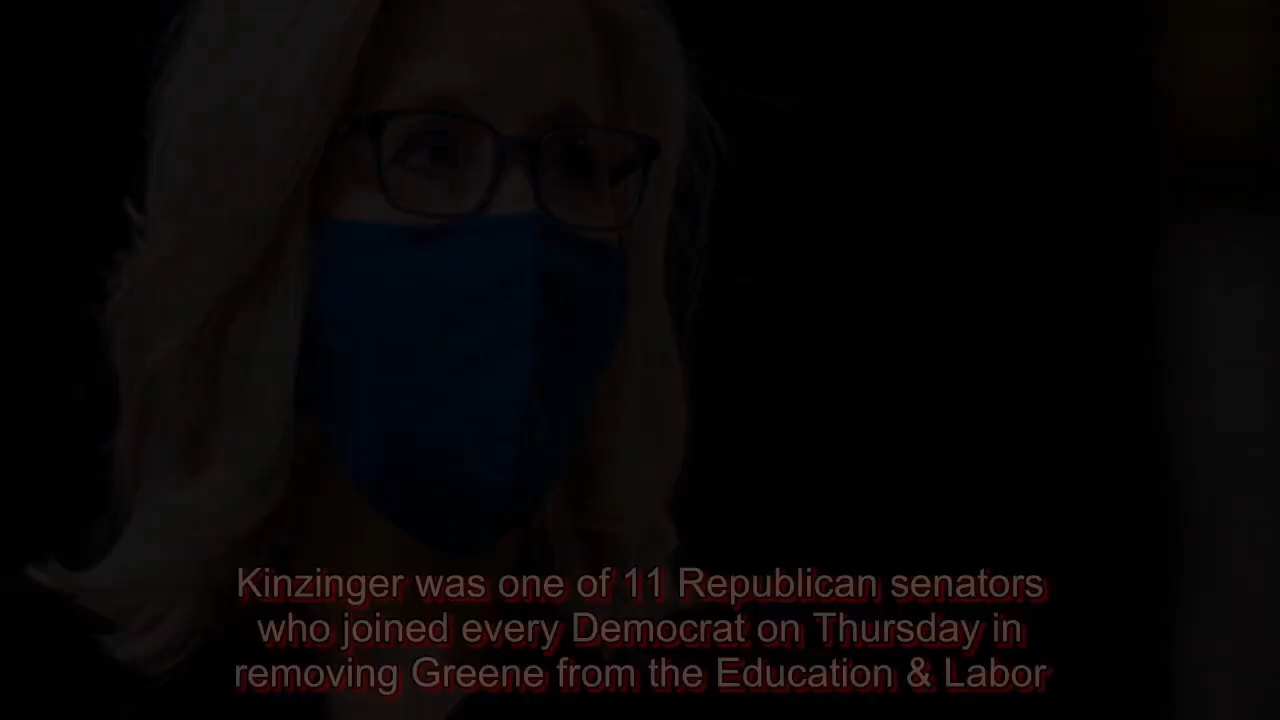 Kinzinger was one of 11 Republican senators
who joined every Democrat on Thursday in
removing Greene from the Education & Labor